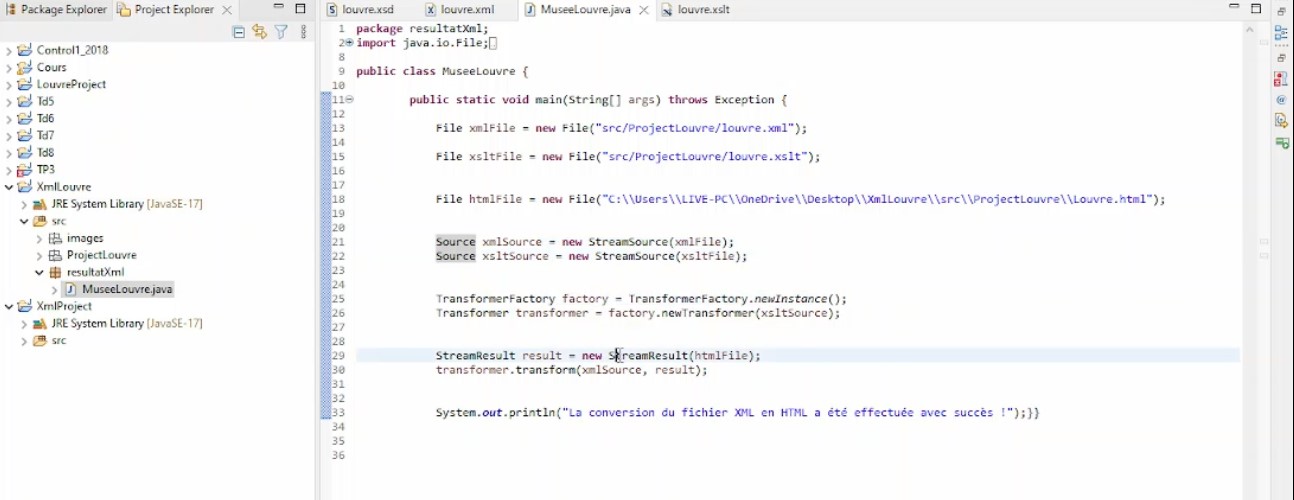 Package Explorer Project Explorer
Control1_2018
Cours
LouvreProject
Td5
Td6
Td7
Td8
TP3
XmlLouvre
JRE System Library [JavaSE-17]
src
images
ProjectLouvre
resultatXml
MuseeLouvre.java
XmlProject
JRE System Library [JavaSE-17]
src
louvre.xsd louvre.xml MuseeLouvre.java louvre.xslt
1 package resultatXml;
2 import java.io.File;
8
9 public class MuseeLouvre {
10
11 public static void main(String[] args) throws Exception {
12
13 File xmlFile = new File("src/ProjectLouvre/louvre.xml");
14
15 File xsltFile = new File("src/ProjectLouvre/louvre.xslt");
16
17
18 File htmlFile = new File("C:\\Users\\LIVE-PC\\OneDrive\\Desktop\\XmlLouvre\\src\\ProjectLouvre\\Louvre.html");
19
20
21 Source xmlSource = new StreamSource(xmlFile);
22 Source xsltSource = new StreamSource(xsltFile);
23
24
25 TransformerFactory factory = TransformerFactory.newInstance();
26 Transformer transformer = factory.newTransformer(xsltSource);
27
28
29 StreamResult result = new StreamResult(htmlFile);
30 transformer.transform(xmlSource, result);
31
32
33 System.out.println("La conversion du fichier XML en HTML a été effectuée avec succès !");}}
34
35
36